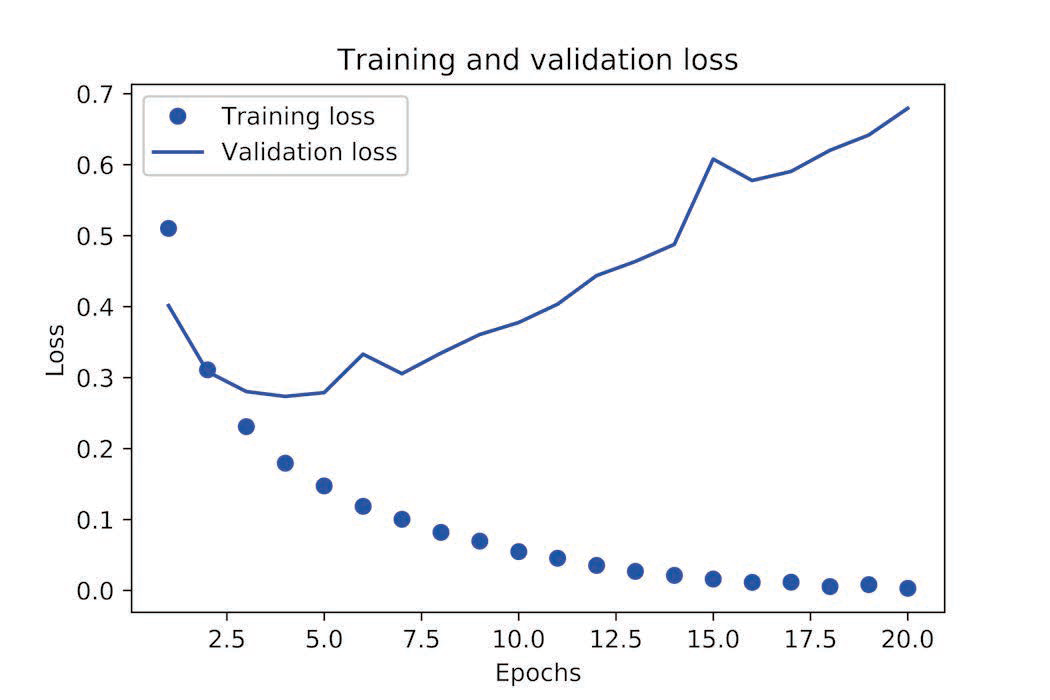 Training and validation loss
Training loss
Validation loss
0.7
0.6
0.5
0.4
0.3
0.2
0.1
0.0
Loss
2.5 5.0 7.5 10.0 12.5 15.0 17.5 20.0
Epochs